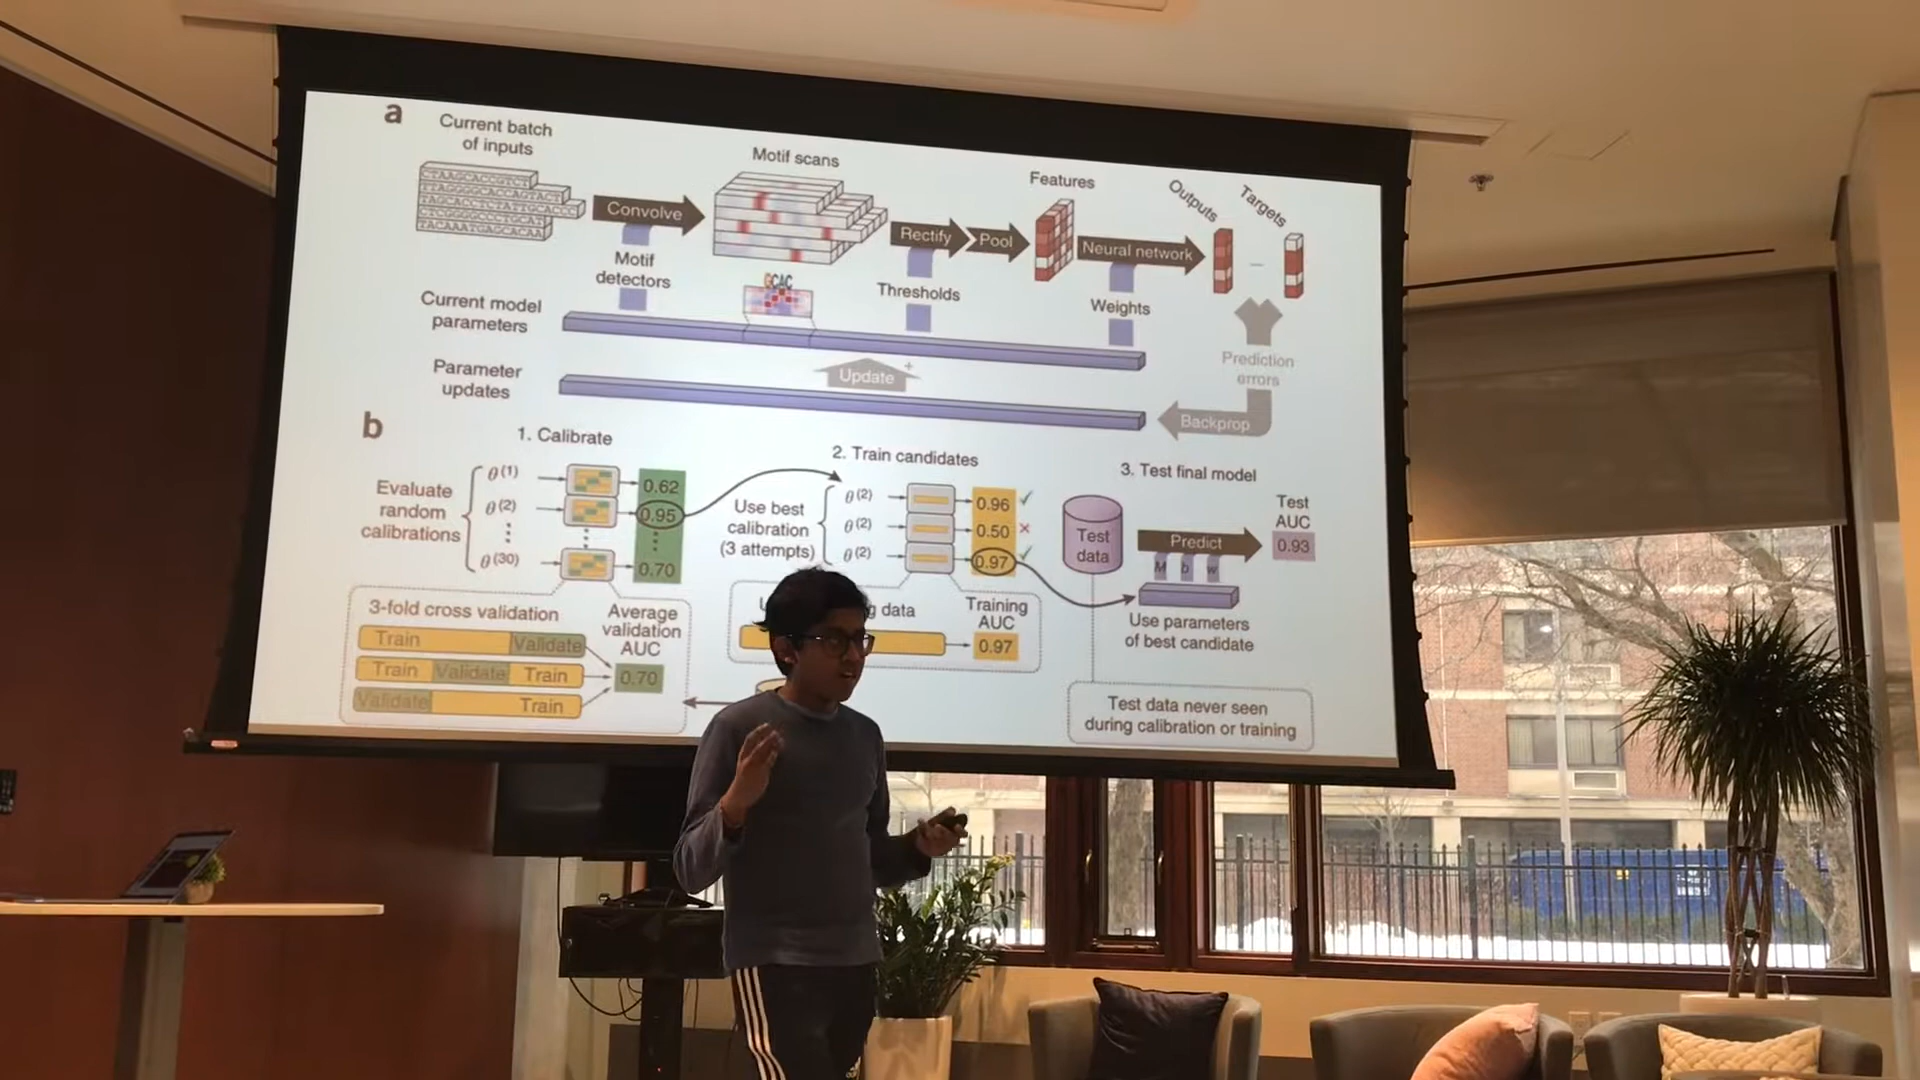 a
Current batch
of inputs
Motif scans
Features
Outputs
Targets
CTAAGCACCGTCT
Convolve
Rectify
Pool
Neural network
Motif
detectors
GCAC
Thresholds
Weights
Current model
parameters
Prediction
errors
Update
+
Parameter
updates
Backprop
b
1. Calibrate
2. Train candidates
3. Test final model
Evaluate
random
calibrations
θ(1)
θ(2)
θ(30)
0.62
0.95
0.70
Use best
calibration
(3 attempts)
θ(2)
θ(2)
θ(2)
0.96
0.50
0.97
Test
data
Predict
M b w
Test
AUC
0.93
Use parameters
of best candidate
3-fold cross validation
Train Validate
Train Validate Train
Validate Train
Average
validation
AUC
0.70
data
Training
AUC
0.97
Test data never seen
during calibration or training